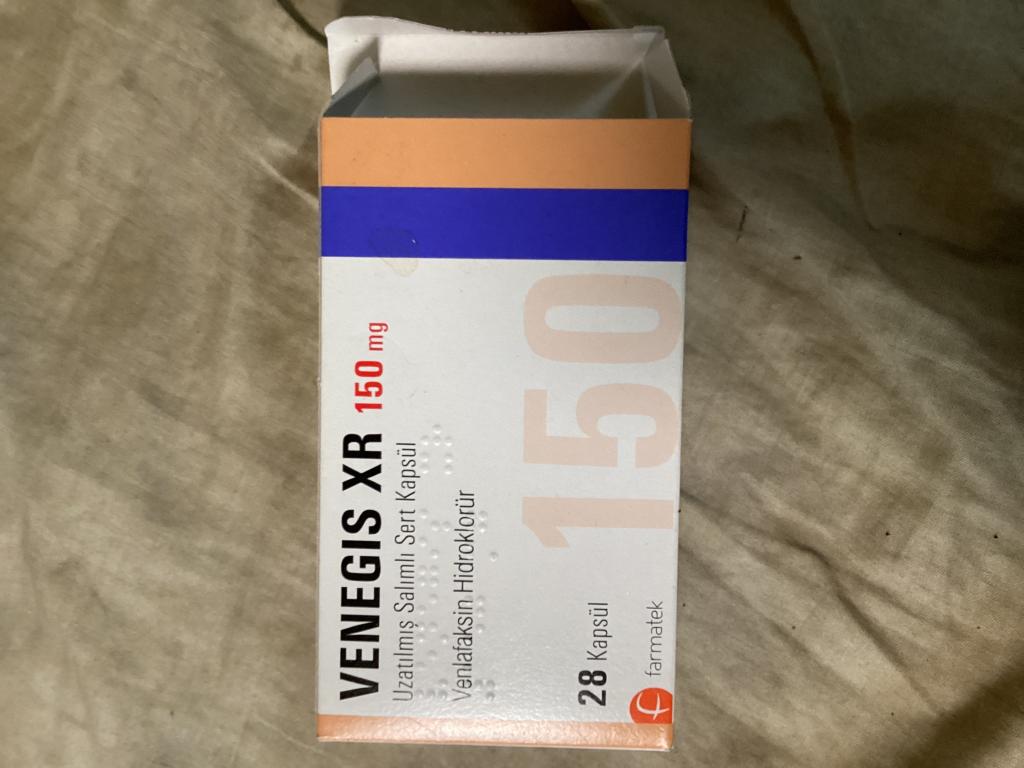 VENEGIS XR 150 mg
Uzatılmış Salımlı Sert Kapsül
Venlafaksin Hidroklorür
150
28 Kapsül
farmatek